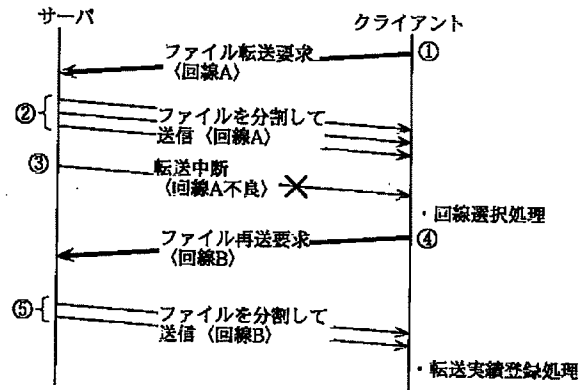 サーバ
クライアント
ファイル転送要求
①
〈回線A〉
②
ファイルを分割して
送信〈回線A〉
③
転送中断
〈回線A不良〉
・回線選択処理
ファイル再送要求
④
〈回線B〉
⑤
ファイルを分割して
送信〈回線B〉
・転送実績登録処理